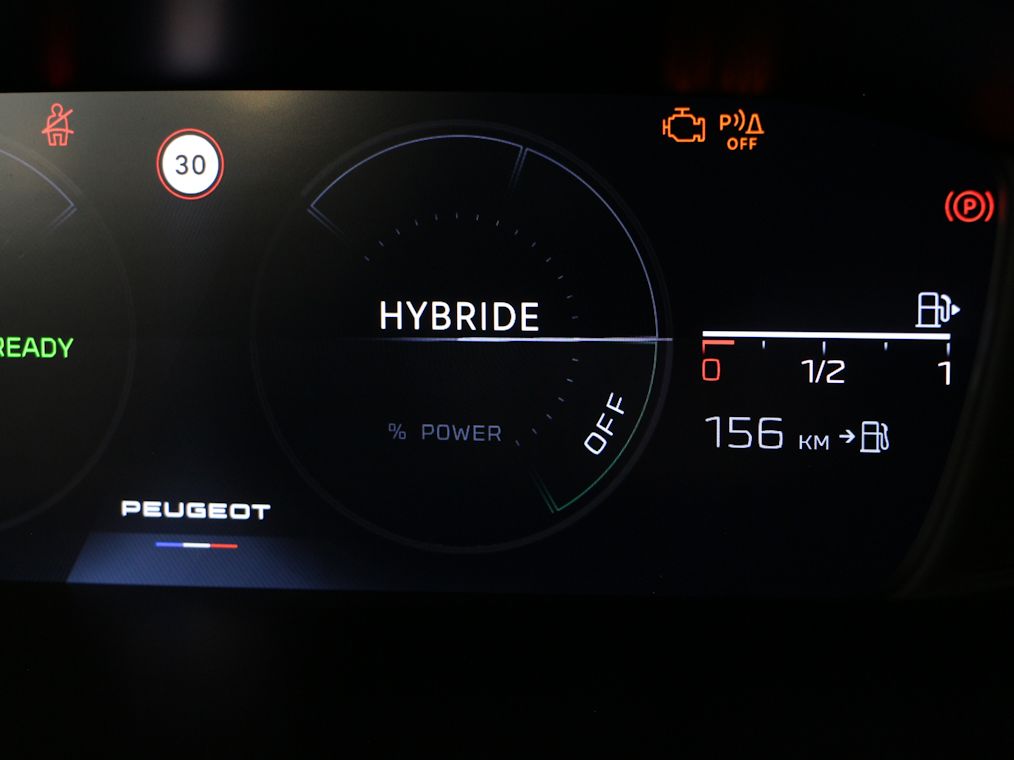 30
P
OFF
P
HYBRIDE
READY
0 1/2 1
OFF
% POWER
156 KM
PEUGEOT